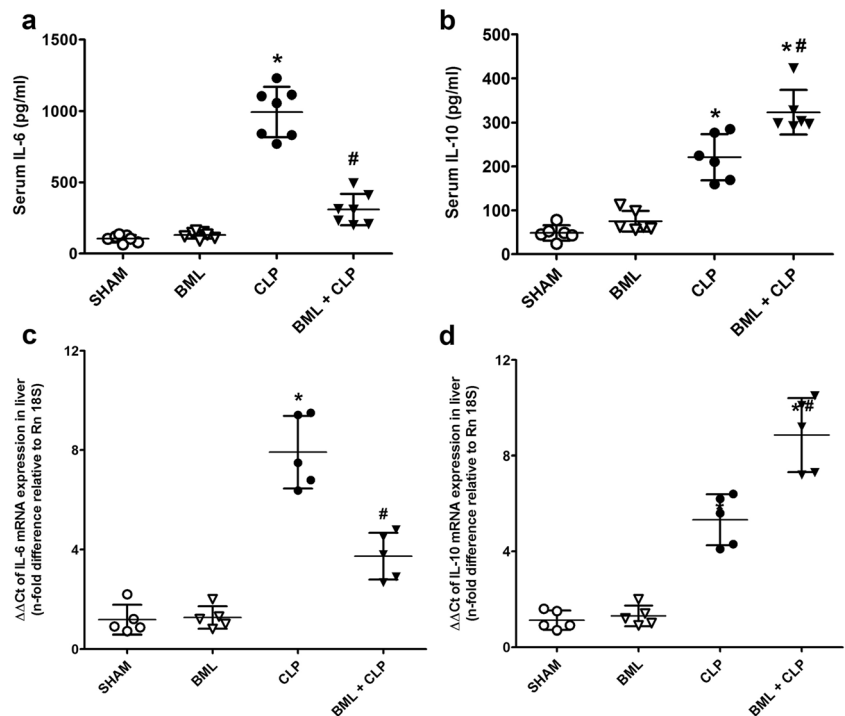 a
Serum IL-6 (pg/ml)
1500
1000
500
0
*
#
SHAM
BML
CLP
BML + CLP
b
Serum IL-10 (pg/ml)
500
400
300
200
100
0
*
* #
SHAM
BML
CLP
BML + CLP
c
ΔΔCt of IL-6 mRNA expression in liver
(n-fold difference relative to Rn 18S)
12
8
4
0
*
#
SHAM
BML
CLP
BML + CLP
d
ΔΔCt of IL-10 mRNA expression in liver
(n-fold difference relative to Rn 18S)
12
8
4
0
*
*#
SHAM
BML
CLP
BML + CLP